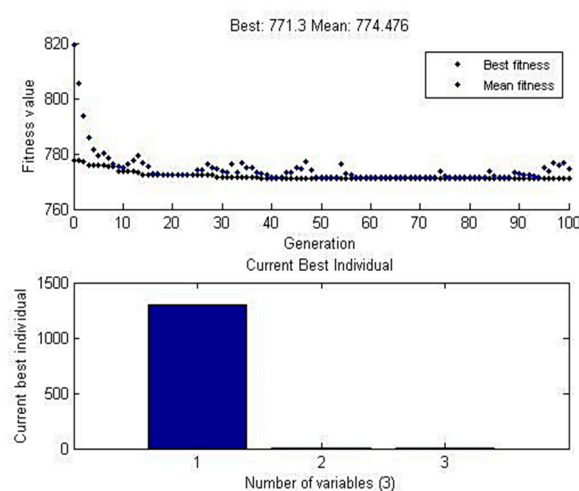 Best: 771.3 Mean: 774.476
820
800
780
760
Fitness value
Best fitness
Mean fitness
0 10 20 30 40 50 60 70 80 90 100
Generation
Current Best Individual
1500
1000
500
0
Current best individual
1 2 3
Number of variables (3)